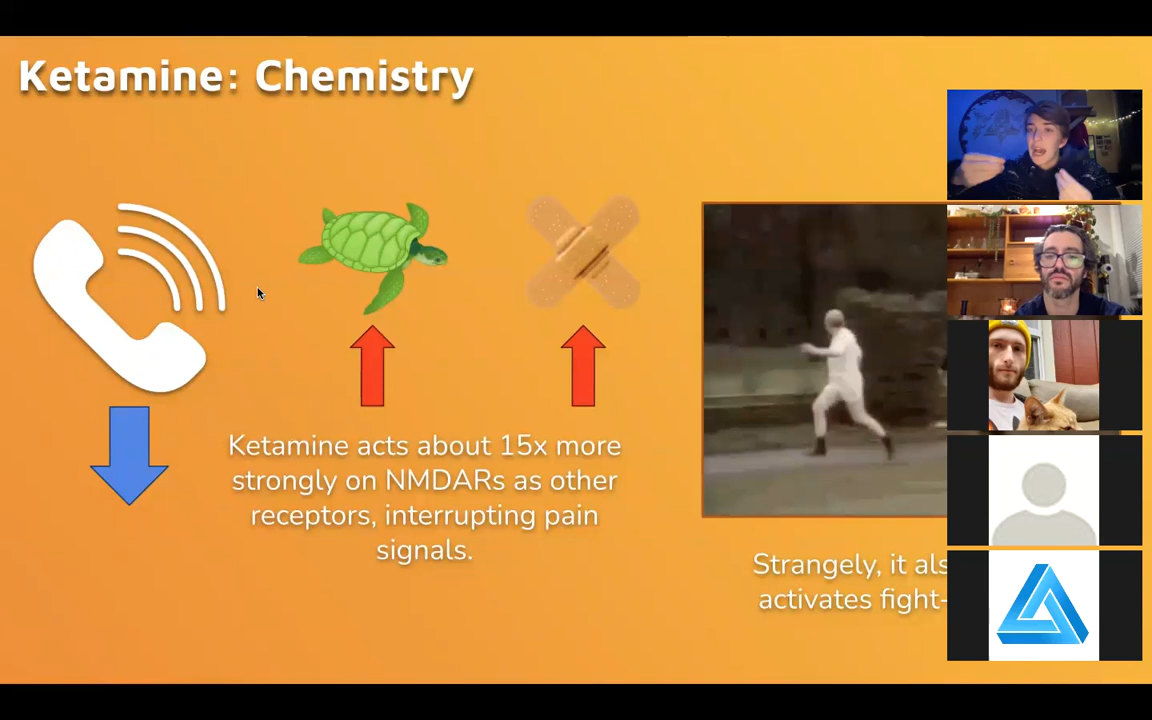 Ketamine: Chemistry
Ketamine acts about 15x more
strongly on NMDARs as other
receptors, interrupting pain
signals.
Strangely, it als
activates fight-